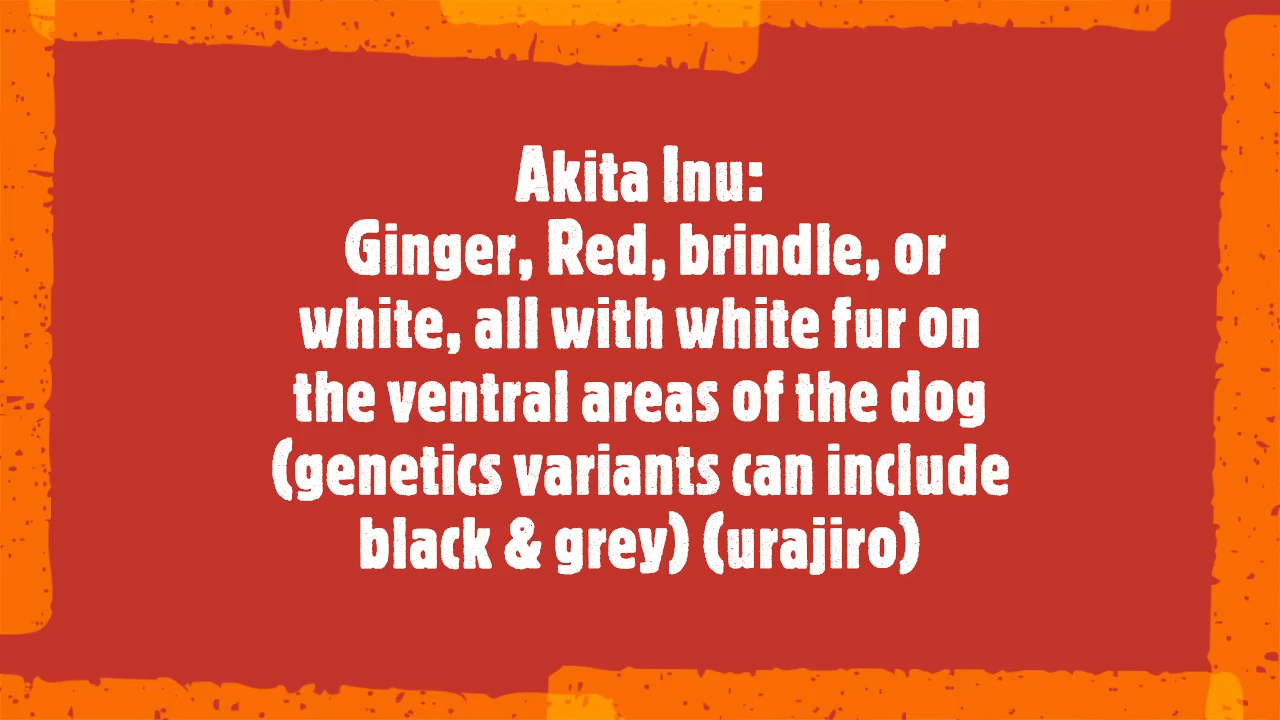 Akita Inu:
Ginger, Red, brindle, or
white, all with white fur on
the ventral areas of the dog
(genetics variants can include
black & grey) (urajiro)